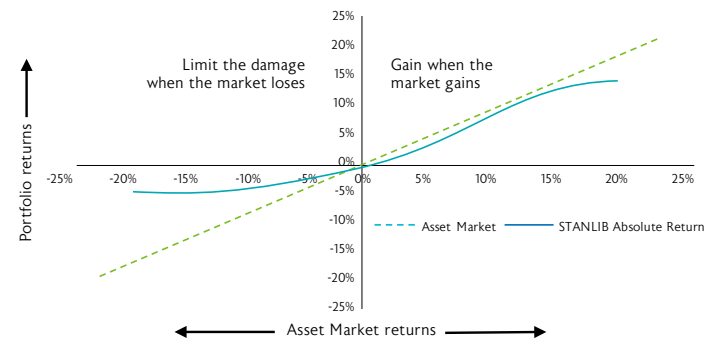 25%
20%
Limit the damage
when the market loses
Gain when the
market gains
15%
10%
5%
0%
Portfolio returns
-25%
-20%
-15%
-10%
-5%
0%
5%
10%
15%
20%
25%
-5%
-10%
Asset Market
STANLIB Absolute Return
-15%
-20%
-25%
Asset Market returns